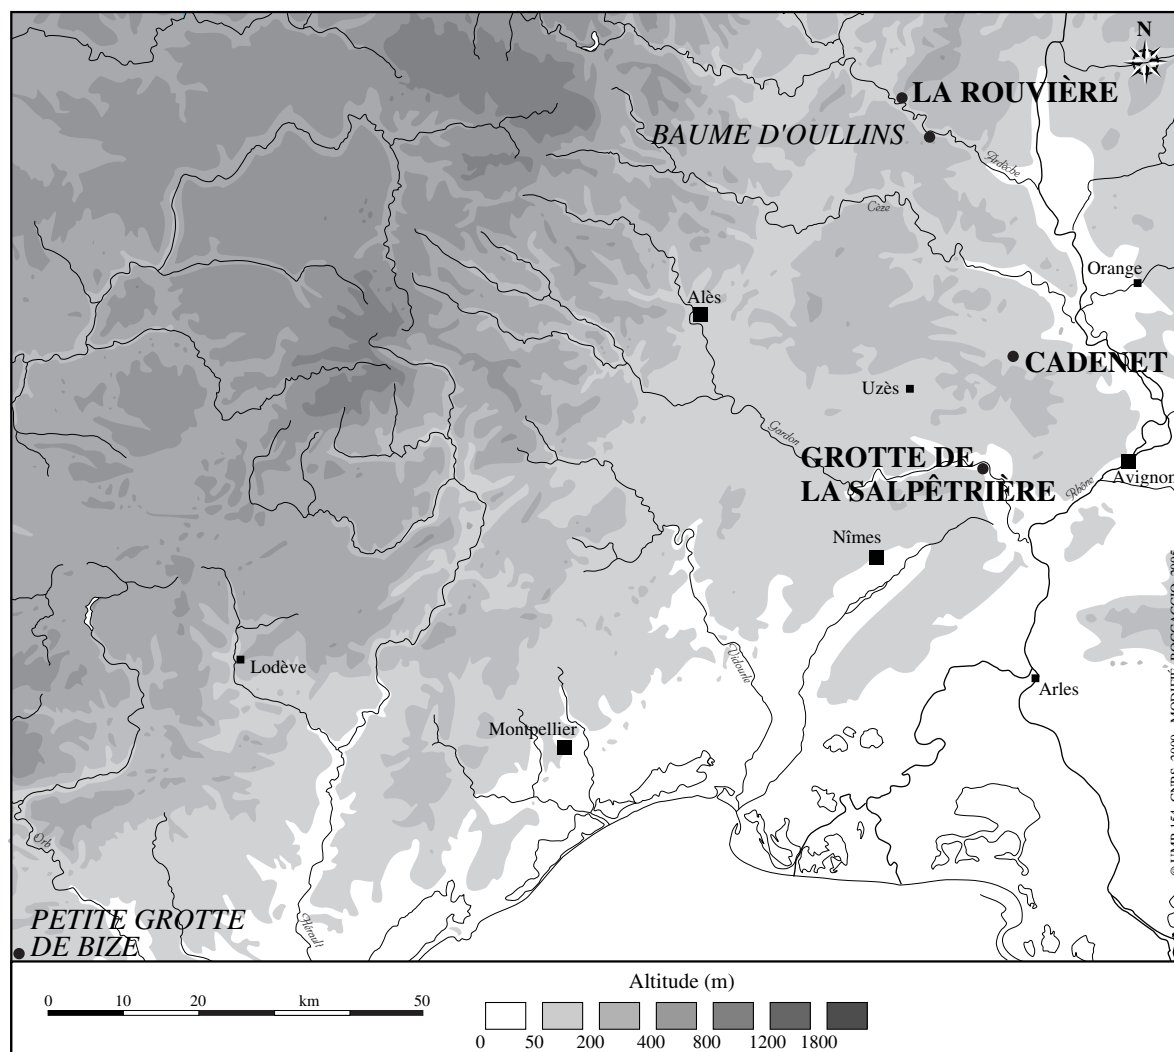 N
LA ROUVIÈRE
BAUME D'OULLINS
Ardèche
Cèze
Orange
Alès
CADENET
Uzès
Gardon
GROTTE DE
LA SALPÊTRIÈRE
Avignon
Rhône
Nîmes
Lodève
Vidourle
Arles
Montpellier
Orb
Hérault
PETITE GROTTE
DE BIZE
0 10 20 km 50
Altitude (m)
0 50 200 400 800 1200 1800